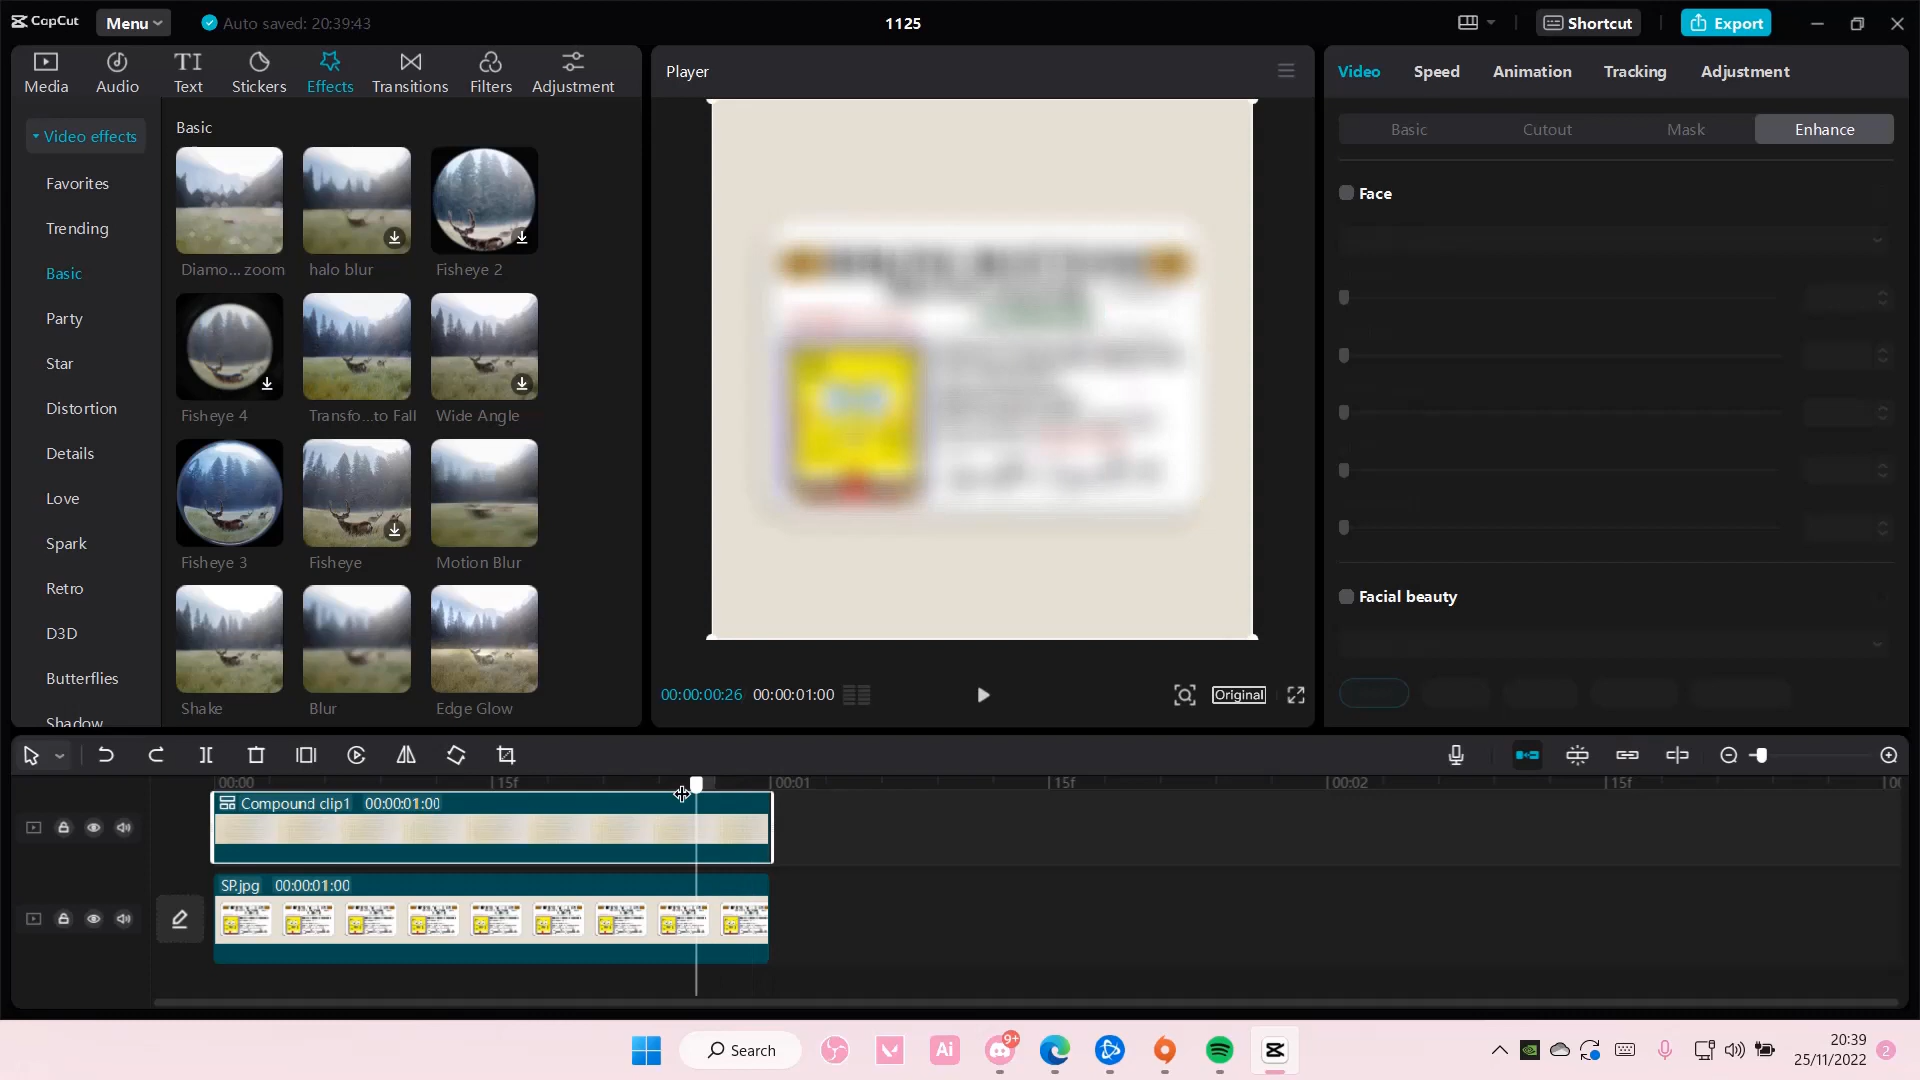 CapCut
Menu
Auto saved: 20:39:43
1125
Shortcut
Export
Media
Audio
TI
Text
Stickers
Effects
Transitions
Filters
Adjustment
Video effects
Favorites
Trending
Basic
Party
Star
Distortion
Details
Love
Spark
Retro
D3D
Butterflies
Shadow
Basic
Diamo... zoom
halo blur
Fisheye 2
Fisheye 4
Transfo...to Fall
Wide Angle
Fisheye 3
Fisheye
Motion Blur
Shake
Blur
Edge Glow
Player
00:00:00:26
00:00:01:00
Original
Video
Speed
Animation
Tracking
Adjustment
Basic
Cutout
Mask
Enhance
Face
Facial beauty
00:00
15f
00:01
15f
00:02
15f
Compound clip1 00:00:01:00
SP.jpg 00:00:01:00
Search
Ai
9+
20:39
25/11/2022
2